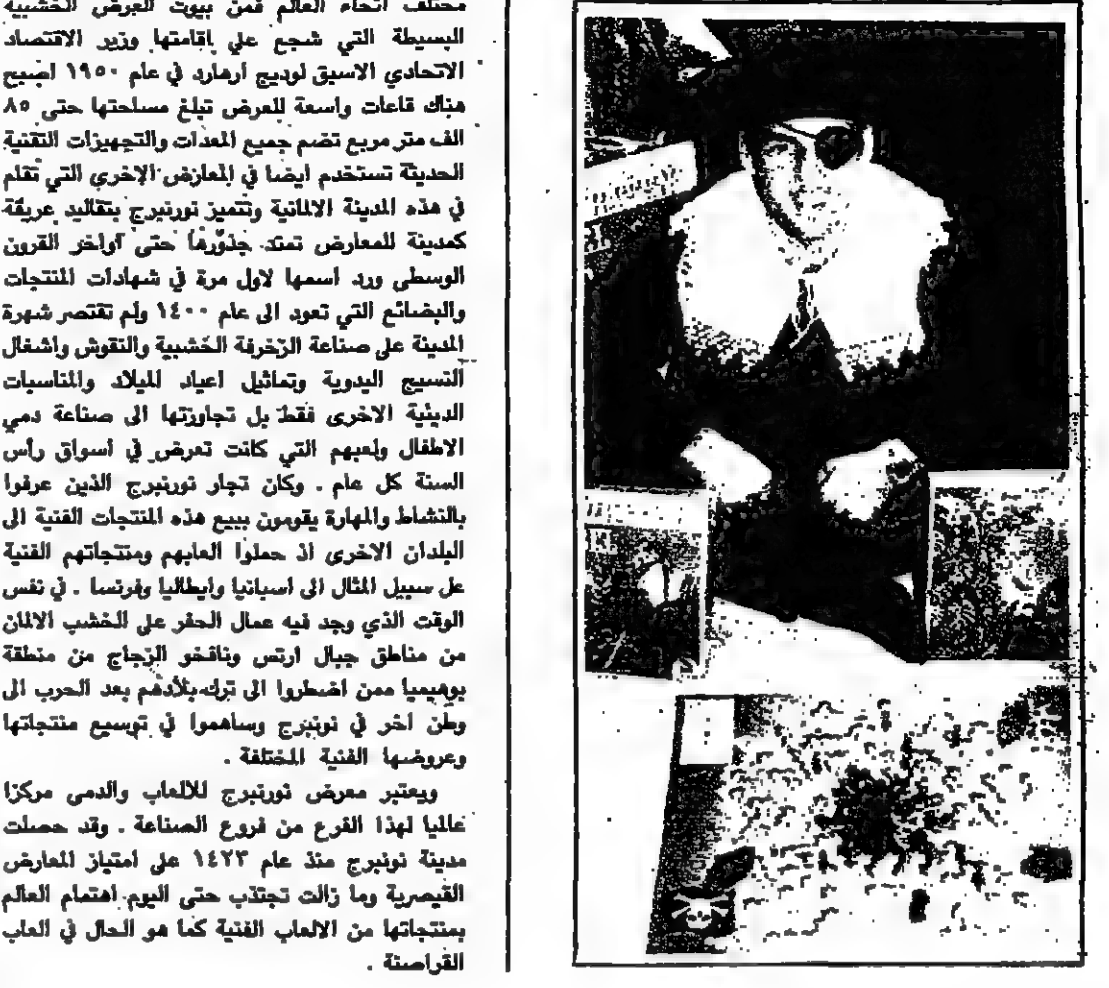 مختلف انحاء العالم فمن بيوت العرض الخشبية
البسيطة التي شجع علي إقامتها وزير الاقتصاد
الاتحادي الاسبق لوديج ارهارد في عام ١٩٥٠ اصبح
هناك قاعات واسعة للعرض تبلغ مساحتها حتى ٨٥
الف متر مربع تضم جميع المعدات والتجهيزات التقنية
الحديثة تستخدم ايضا في المعارض الاخرى التي تقام
في هذه المدينة الالمانية وتتميز نورنبرج بتقاليد عريقة
كمدينة للمعارض تمتد جذورها حتى أواخر القرون
الوسطى ورد اسمها لاول مرة في شهادات المنتجات
والبضائع التي تعود الى عام ١٤٠٠ ولم تقتصر شهرة
المدينة على صناعة الزخرفة الخشبية والنقوش واشغال
النسيج اليدوية وتماثيل اعياد الميلاد والمناسبات
الدينية الاخرى فقط بل تجاوزتها الى صناعة دمي
الاطفال ولعبهم التي كانت تعرض في اسواق رأس
السنة كل عام . وكان تجار نورنبرج الذين عرفوا
بالنشاط والمهارة يقومون ببيع هذه المنتجات الفنية الى
البلدان الاخرى اذ حملوا العابهم ومنتجاتهم الفنية
على سبيل المثال الى اسبانيا وايطاليا وفرنسا . في نفس
الوقت الذي وجد فيه عمال الحفر على الخشب الالمان
من مناطق جبال ارتس ونافخو الزجاج من منطقة
بوهيميا ممن اضطروا الى ترك بلادهم بعد الحرب الى
وطن اخر في نونبرج وساهموا في توسيع منتجاتها
وعروضها الفنية المختلفة .
ويعتبر معرض نورنبرج للالعاب والدمى مركزا
عالميا لهذا الفرع من فروع الصناعة . وقد حصلت
مدينة نونبرج منذ عام ١٤٢٣ على امتياز المعارض
القيصرية وما زالت تجتذب حتى اليوم اهتمام العالم
بمنتجاتها من الالعاب الفنية كما هو الحال في العاب
القراصنة .